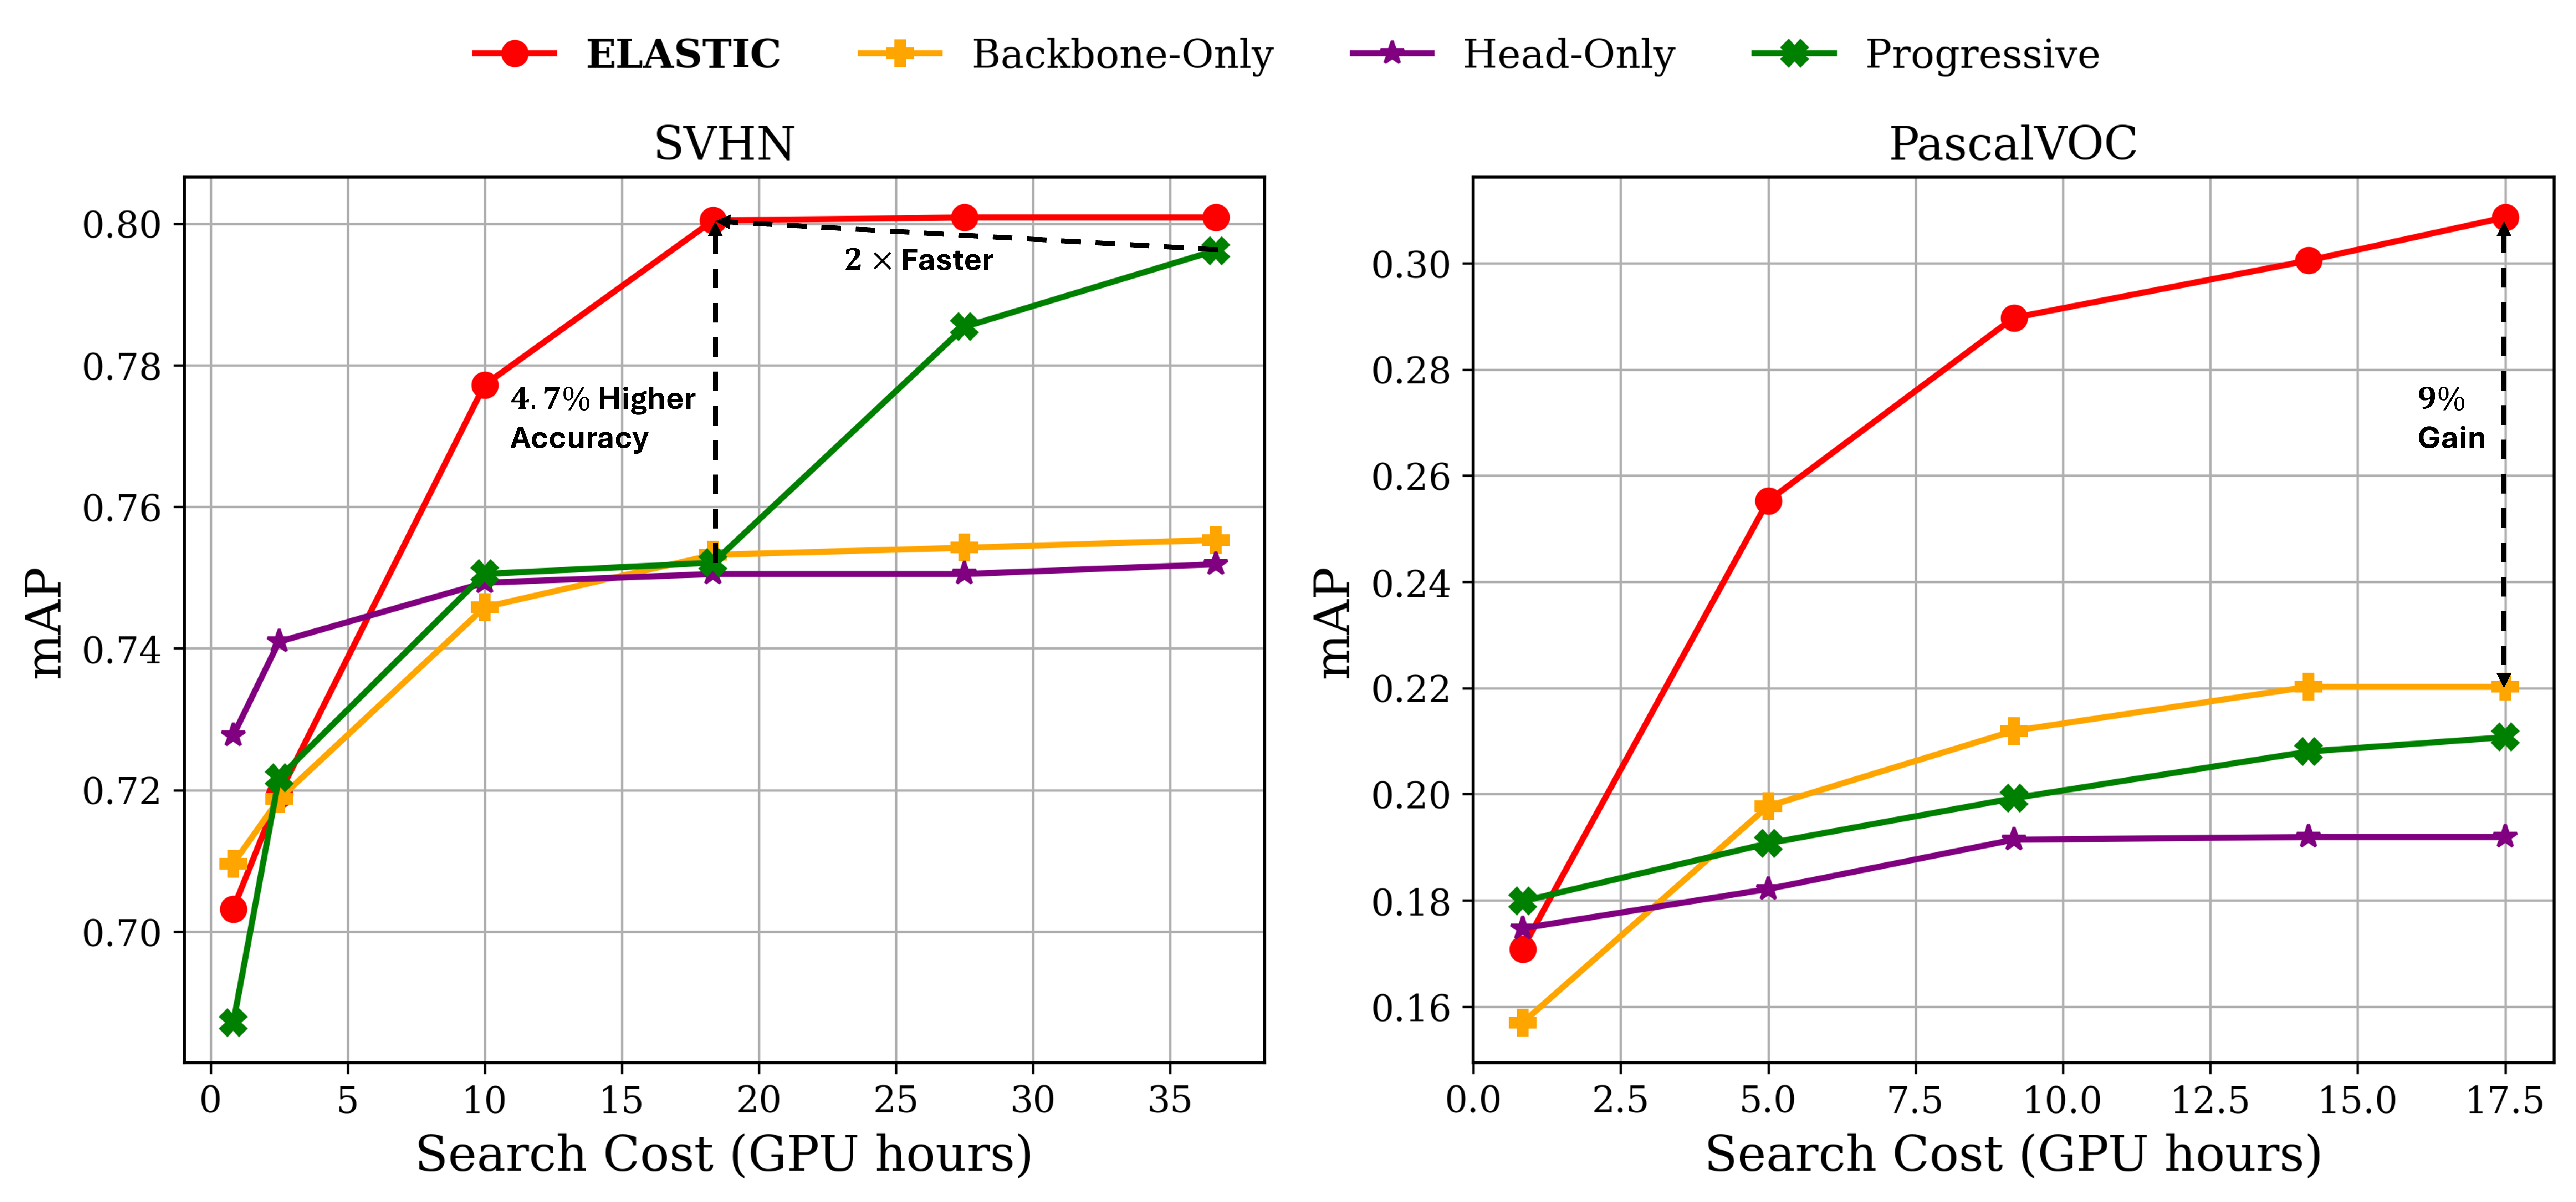 ELASTIC Backbone-Only Head-Only Progressive
SVHN
0.80
0.78
0.76
0.74
0.72
0.70
mAP
2 × Faster
4.7% Higher
Accuracy
0 5 10 15 20 25 30 35
Search Cost (GPU hours)
PascalVOC
0.30
0.28
0.26
0.24
0.22
0.20
0.18
0.16
mAP
9%
Gain
0.0 2.5 5.0 7.5 10.0 12.5 15.0 17.5
Search Cost (GPU hours)